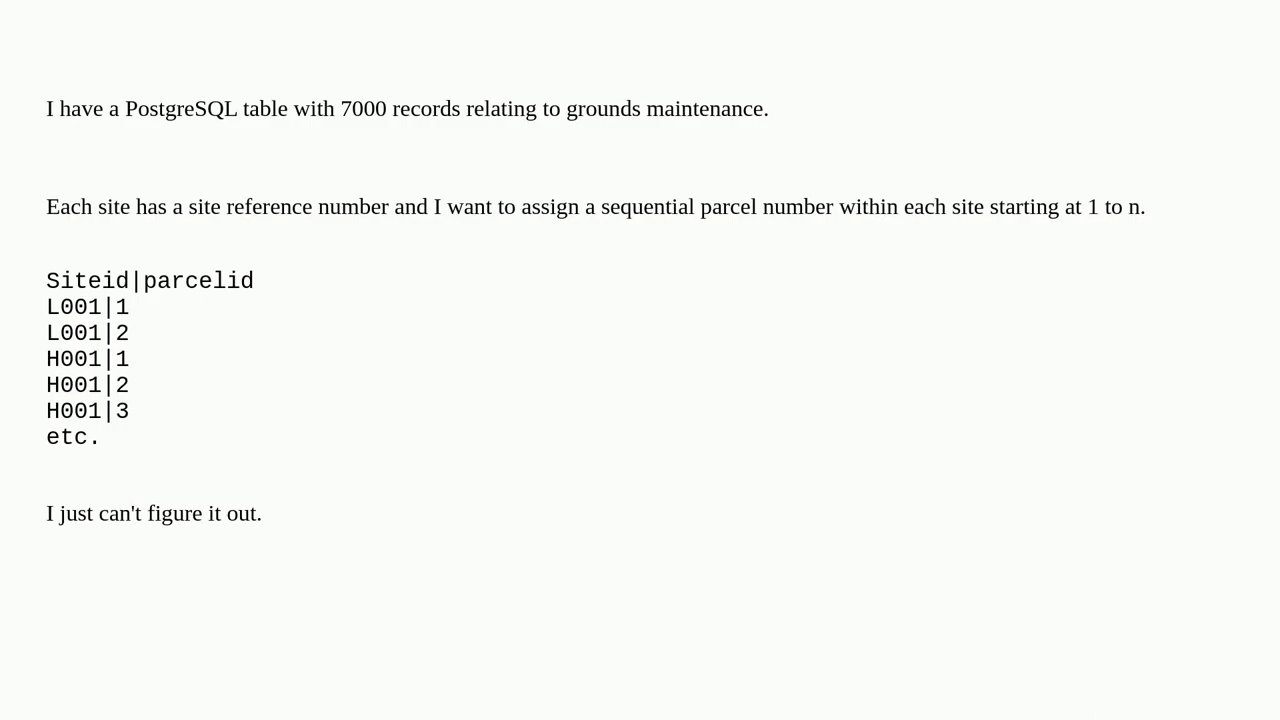 I have a PostgreSQL table with 7000 records relating to grounds maintenance.
Each site has a site reference number and I want to assign a sequential parcel number within each site starting at 1 to n.
Siteid|parcelid
L001|1
L001|2
H001|1
H001|2
H001|3
etc.
I just can't figure it out.